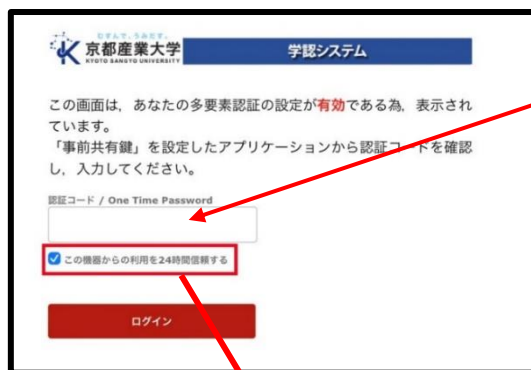 むすんで、うみだす。
京都産業大学
KYOTO SANGYO UNIVERSITY
学認システム
この画面は，あなたの多要素認証の設定が有効である為，表示され
ています。
「事前共有鍵」を設定したアプリケーションから認証コードを確認
し，入力してください。
認証コード / One Time Password
この機器からの利用を24時間信頼する
ログイン